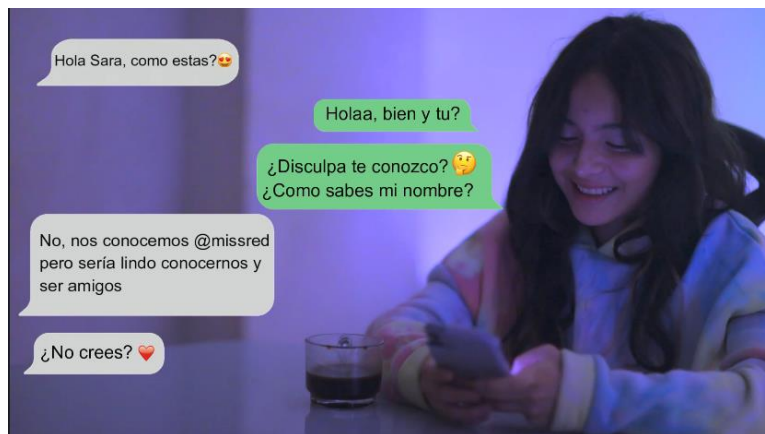 Hola Sara, como estas?😍
Holaa, bien y tu?
¿Disculpa te conozco? 🤔
¿Como sabes mi nombre?
No, nos conocemos @missred
pero sería lindo conocernos y
ser amigos
¿No crees? ❤️